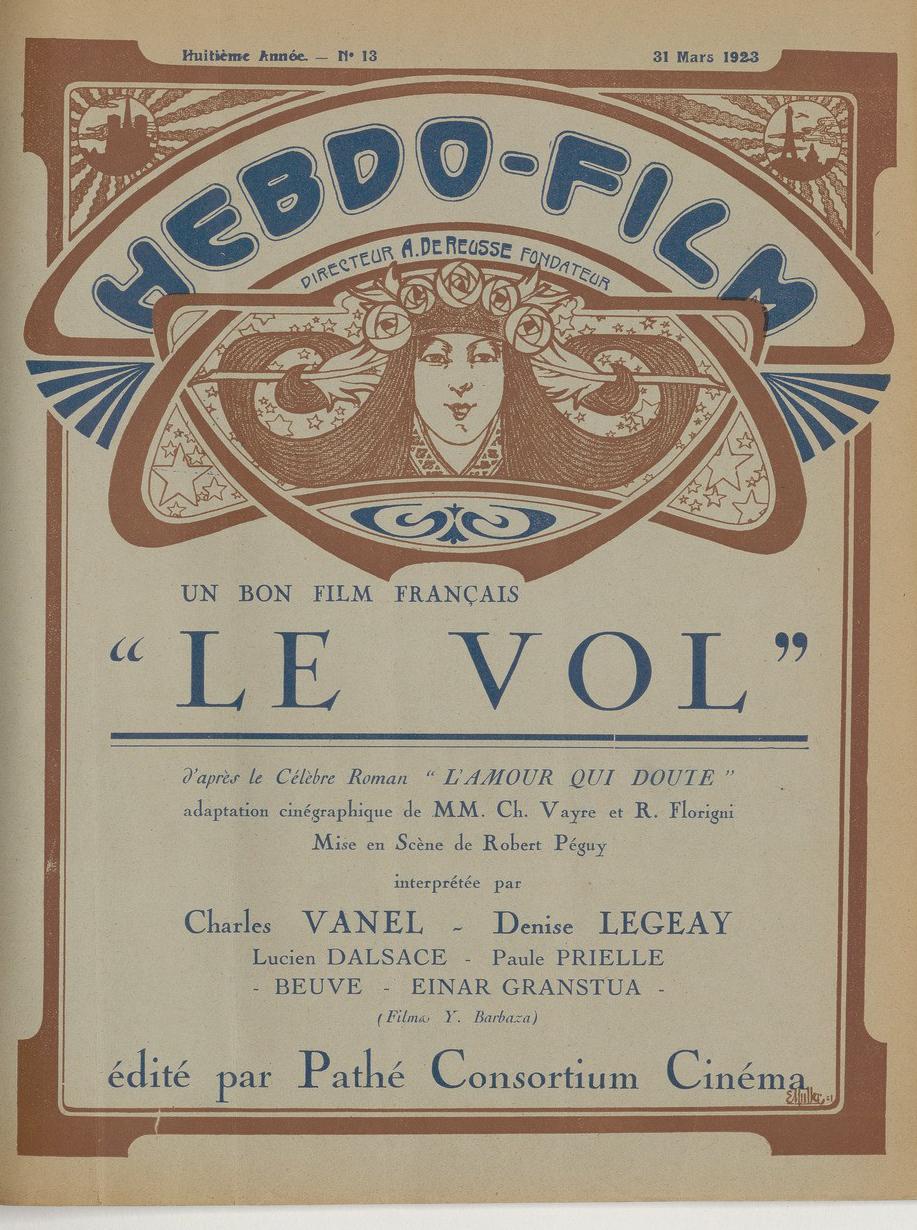 Huitième Année. — N° 13
31 Mars 1923
HEBDO-FILM
DIRECTEUR A. DE REUSSE FONDATEUR
UN BON FILM FRANÇAIS
“LE VOL”
d'après le Célèbre Roman “ L'AMOUR QUI DOUTE ”
adaptation cinégraphique de MM. Ch. Vayre et R. Florigni
Mise en Scène de Robert Péguy
interprétée par
Charles VANEL - Denise LEGEAY
Lucien DALSACE - Paule PRIELLE
- BEUVE - EINAR GRANSTUA -
(Films Y. Barbaza)
édité par Pathé Consortium Cinéma